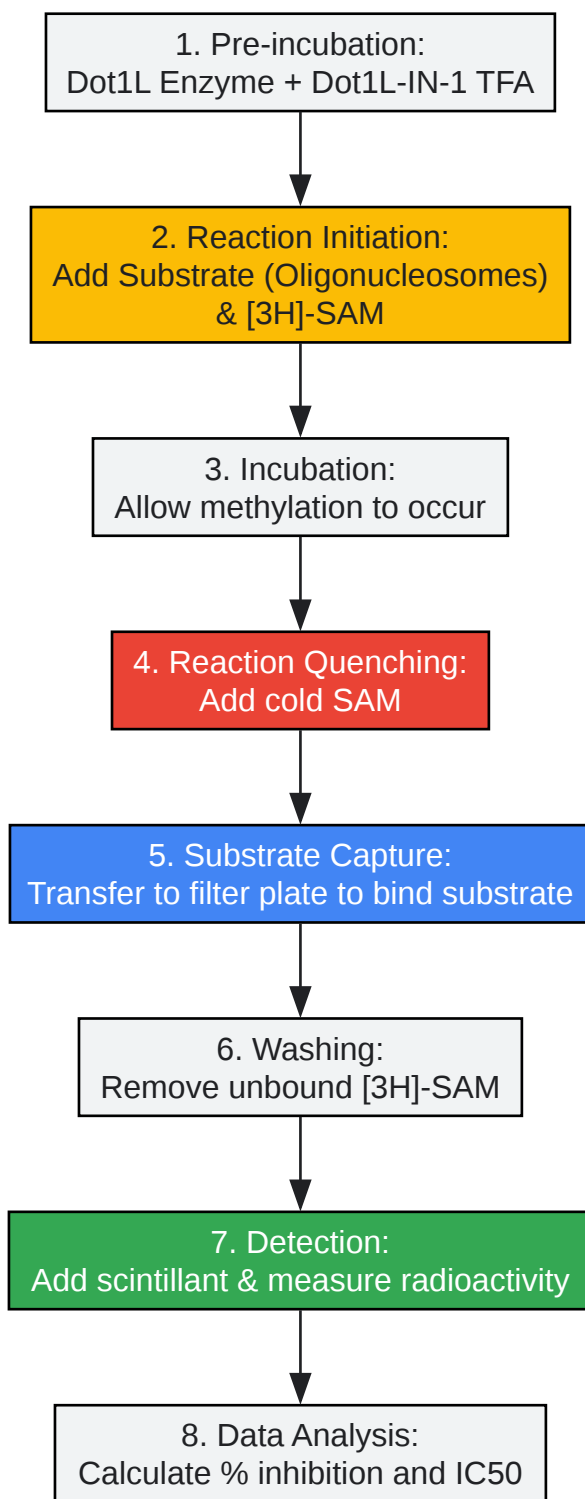 1. Pre-incubation:
Dot1L Enzyme + Dot1L-IN-1 TFA
2. Reaction Initiation:
Add Substrate (Oligonucleosomes)
& [3H]-SAM
3. Incubation:
Allow methylation to occur
4. Reaction Quenching:
Add cold SAM
5. Substrate Capture:
Transfer to filter plate to bind substrate
6. Washing:
Remove unbound [3H]-SAM
7. Detection:
Add scintillant & measure radioactivity
8. Data Analysis:
Calculate % inhibition and IC50